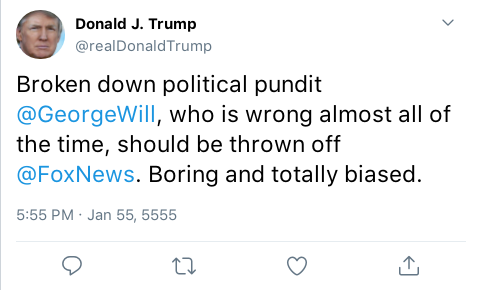 Donald J. Trump
@realDonaldTrump
Broken down political pundit
@GeorgeWill, who is wrong almost all of
the time, should be thrown off
@FoxNews. Boring and totally biased.
5:55 PM · Jan 55, 5555